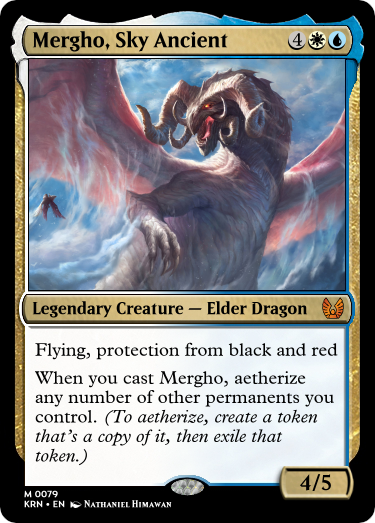 Mergho, Sky Ancient 4
Legendary Creature — Elder Dragon
Flying, protection from black and red
When you cast Mergho, aetherize
any number of other permanents you
control. (To aetherize, create a token
that's a copy of it, then exile that
token.)
4/5
M 0079
KRN • EN Nathaniel Himawan